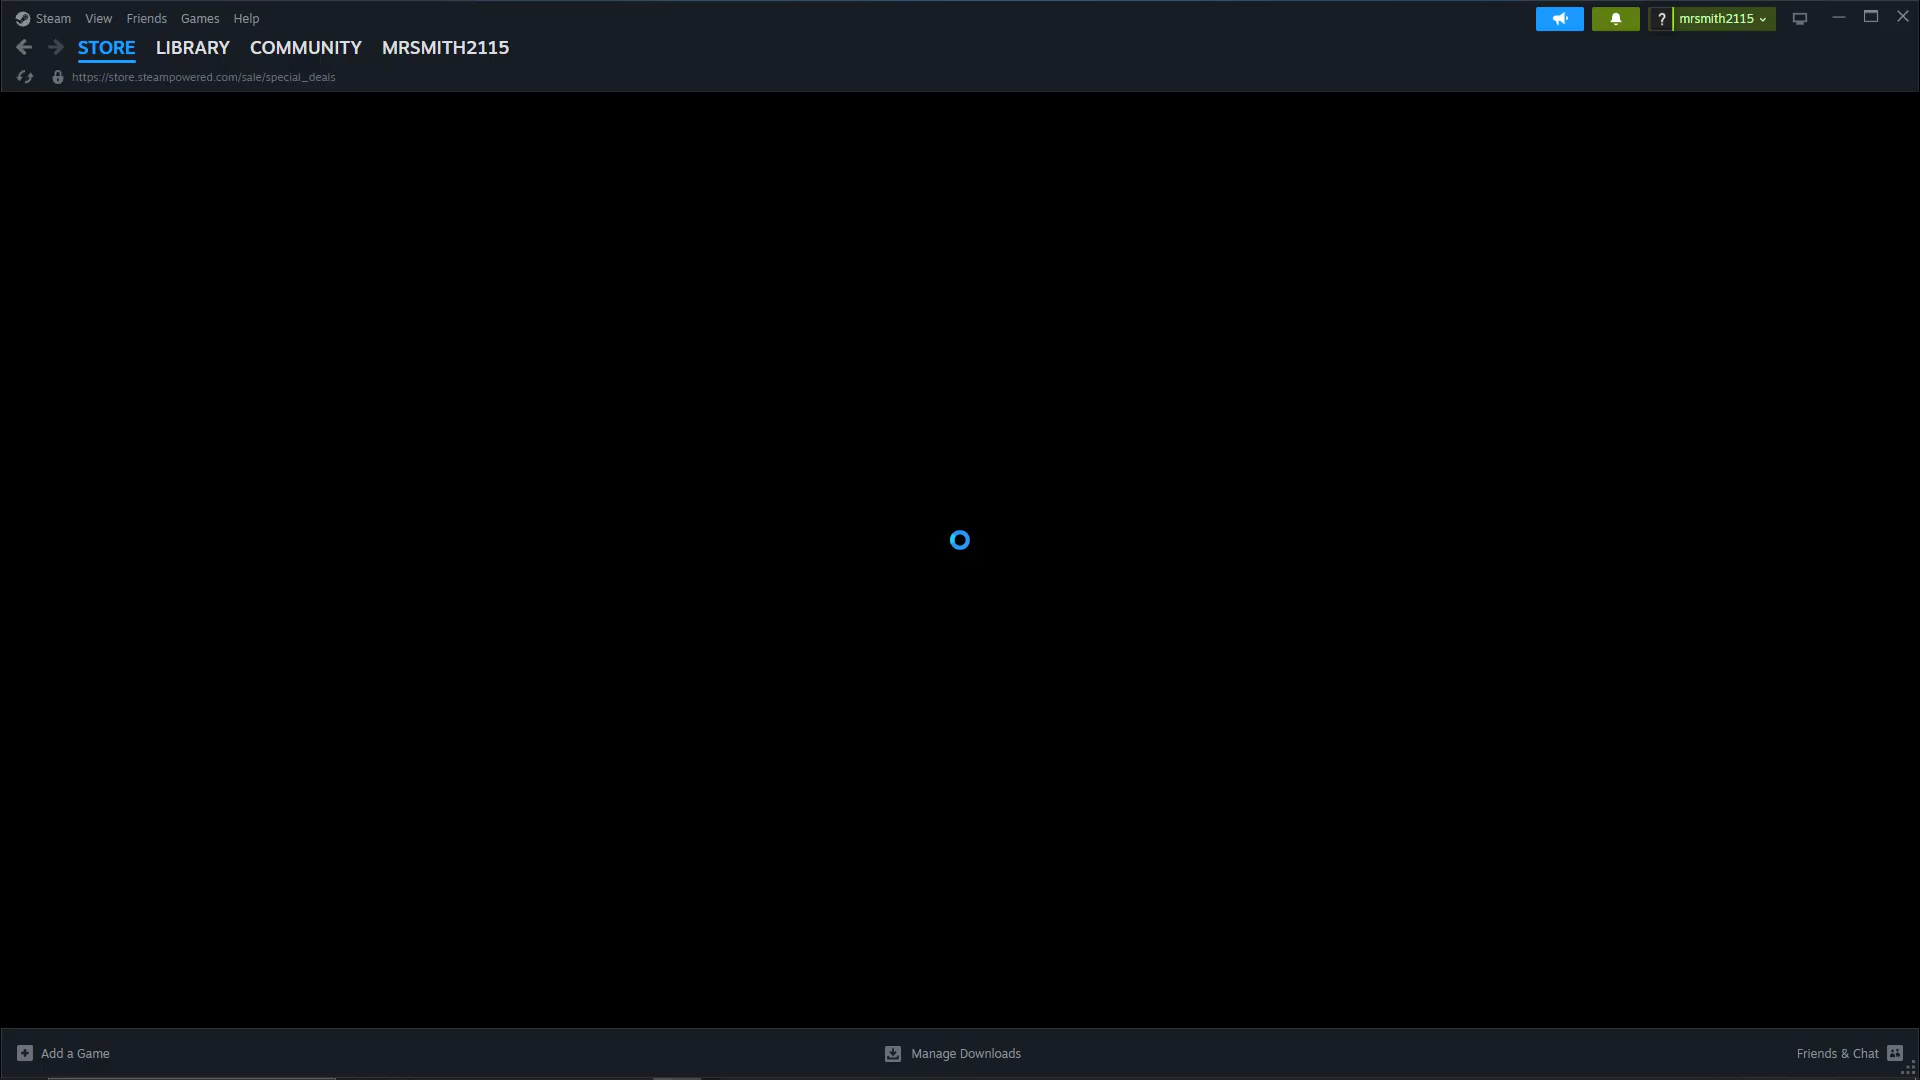 Steam View Friends Games Help
? mrsmith2115
STORE LIBRARY COMMUNITY MRSMITH2115
https://store.steampowered.com/sale/special_deals
Add a Game
Manage Downloads
Friends & Chat